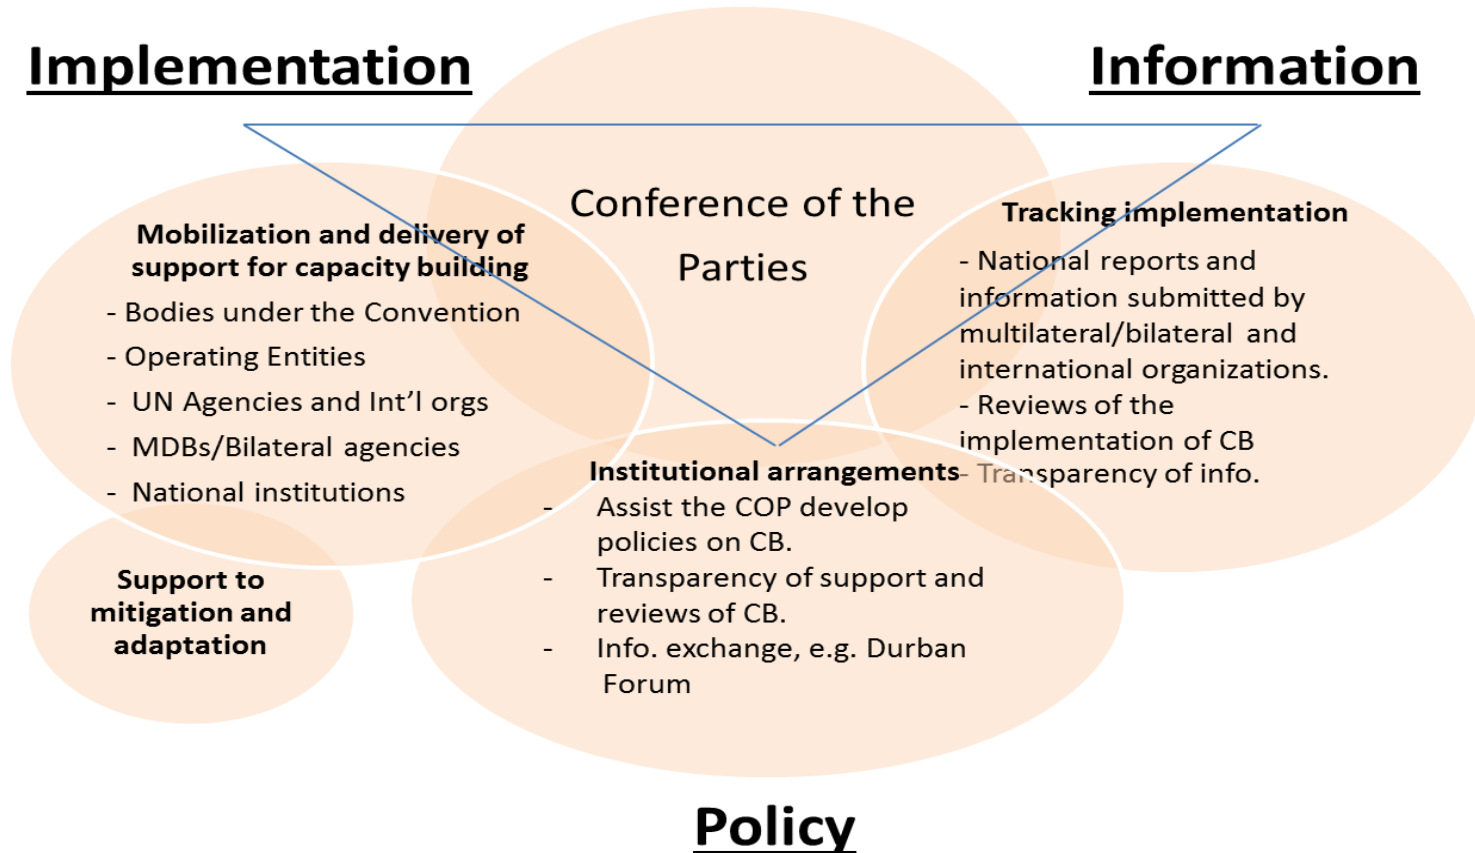 Implementation
Information
Conference of the
Parties
Mobilization and delivery of
support for capacity building
- Bodies under the Convention
- Operating Entities
- UN Agencies and Int’l orgs
- MDBs/Bilateral agencies
- National institutions
Tracking implementation
- National reports and
information submitted by
multilateral/bilateral and
international organizations.
- Reviews of the
implementation of CB
- Transparency of info.
Support to
mitigation and
adaptation
Institutional arrangements
- Assist the COP develop
policies on CB.
- Transparency of support and
reviews of CB.
- Info. exchange, e.g. Durban
Forum
Policy